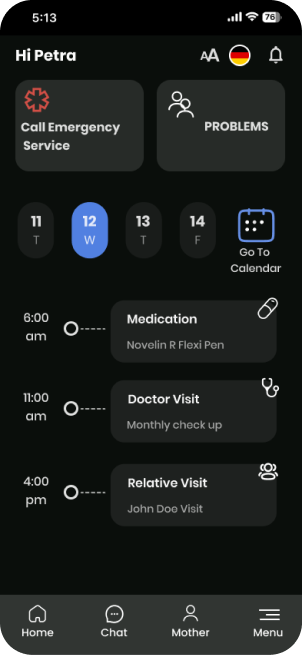 5:13
76
Hi Petra
AA
Call Emergency
Service
PROBLEMS
11
12
13
14
T
W
T
F
Go To
Calendar
6:00
am
Medication
Novelin R Flexi Pen
11:00
am
Doctor Visit
Monthly check up
4:00
pm
Relative Visit
John Doe Visit
Home
Chat
Mother
Menu